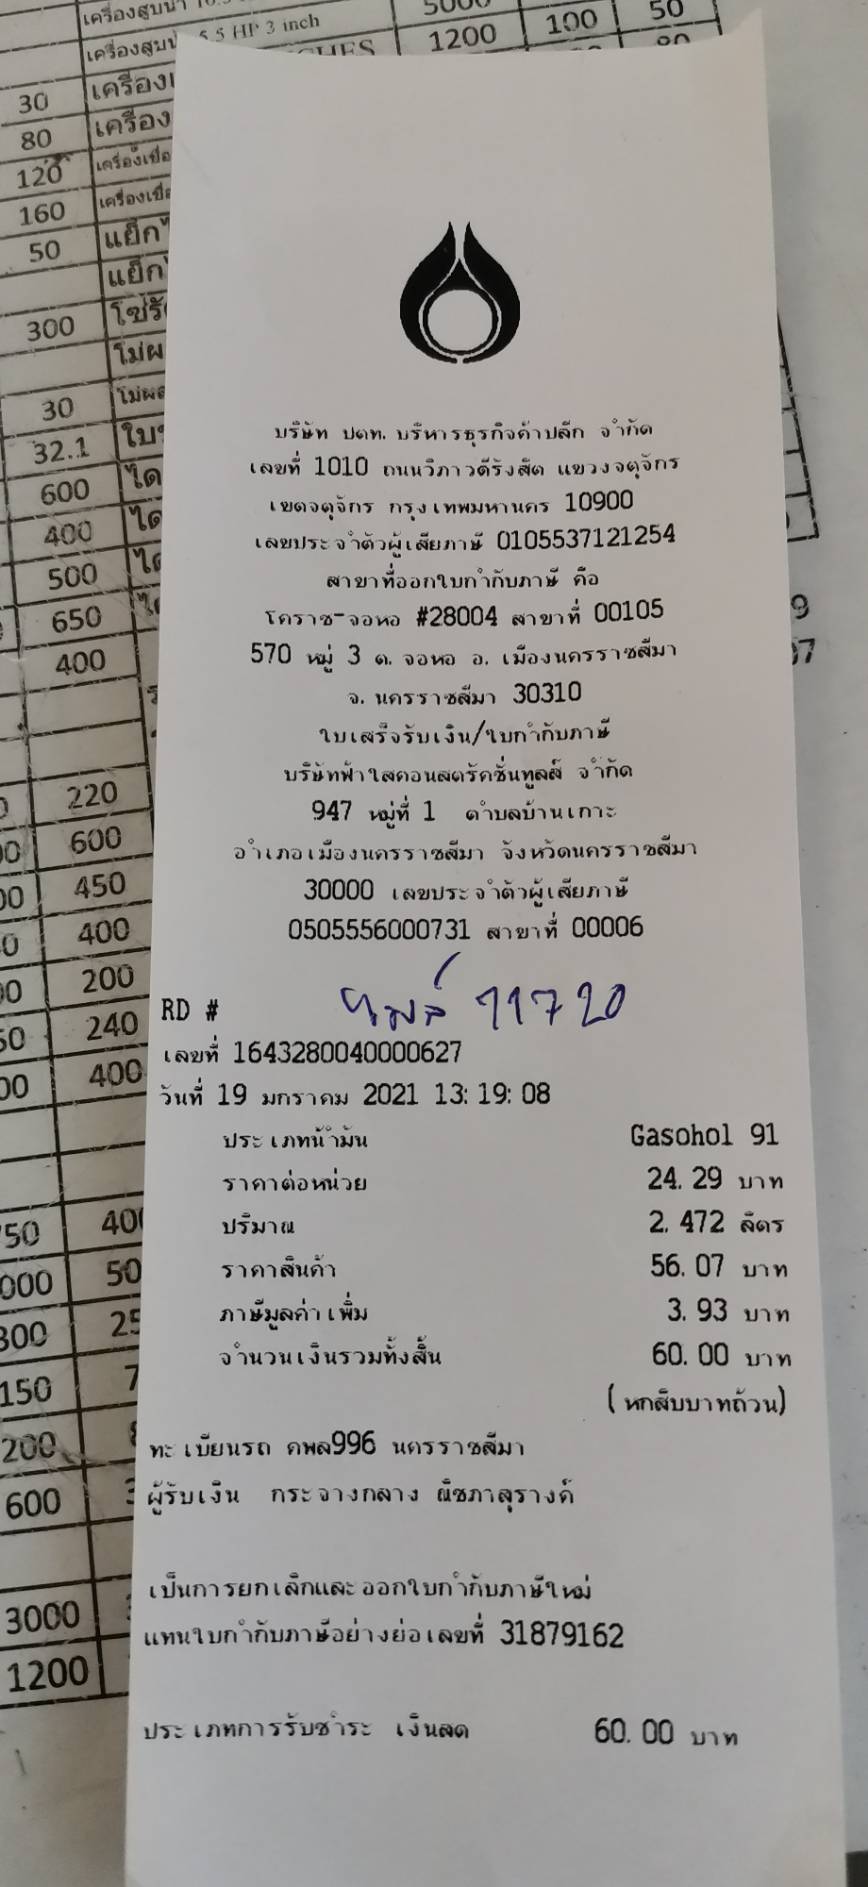 เครื่องสูบน้ำ
5000
50
เครื่องสูบน้ำ 5.5 HP 3 inch
1200
100
80
30
เครื่อง
80
เครื่อง
120
เครื่องเชื่อ
160
เครื่องเชื่อ
50
แย็ก
แย็ก
300
โซ่
โม่ผ
30
โม่ผส
32.1
ใบ
600
ได
400
ได
500
ได
650
ไ
400
220
600
450
400
200
240
400
บริษัท ปตท. บริหารธุรกิจค้าปลีก จำกัด
เลขที่ 1010 ถนนวิภาวดีรังสิต แขวงจตุจักร
เขตจตุจักร กรุงเทพมหานคร 10900
เลขประจำตัวผู้เสียภาษี 0105537121254
สาขาที่ออกใบกำกับภาษี คือ
โคราช-จอหอ #28004 สาขาที่ 00105
570 หมู่ 3 ต. จอหอ อ. เมืองนครราชสีมา
จ. นครราชสีมา 30310
ใบเสร็จรับเงิน/ใบกำกับภาษี
บริษัทฟ้าใสคอนสตรัคชั่นทูลส์ จำกัด
947 หมู่ที่ 1 ตำบลบ้านเกาะ
อำเภอเมืองนครราชสีมา จังหวัดนครราชสีมา
30000 เลขประจำตัวผู้เสียภาษี
0505556000731 สาขาที่ 00006
RD # ไมล์ 11720
เลขที่ 1643280040000627
วันที่ 19 มกราคม 2021 13:19:08
ประเภทน้ำมัน Gasohol 91
ราคาต่อหน่วย 24.29 บาท
ปริมาณ 2.472 ลิตร
ราคาสินค้า 56.07 บาท
ภาษีมูลค่าเพิ่ม 3.93 บาท
จำนวนเงินรวมทั้งสิ้น 60.00 บาท
(หกสิบบาทถ้วน)
ทะเบียนรถ คพล996 นครราชสีมา
ผู้รับเงิน กระจางกลาง ณิชภาสุรางค์
เป็นการยกเลิกและออกใบกำกับภาษีใหม่
แทนใบกำกับภาษีอย่างย่อเลขที่ 31879162
ประเภทการรับชำระ เงินสด 60.00 บาท
150
200
600
3000
1200